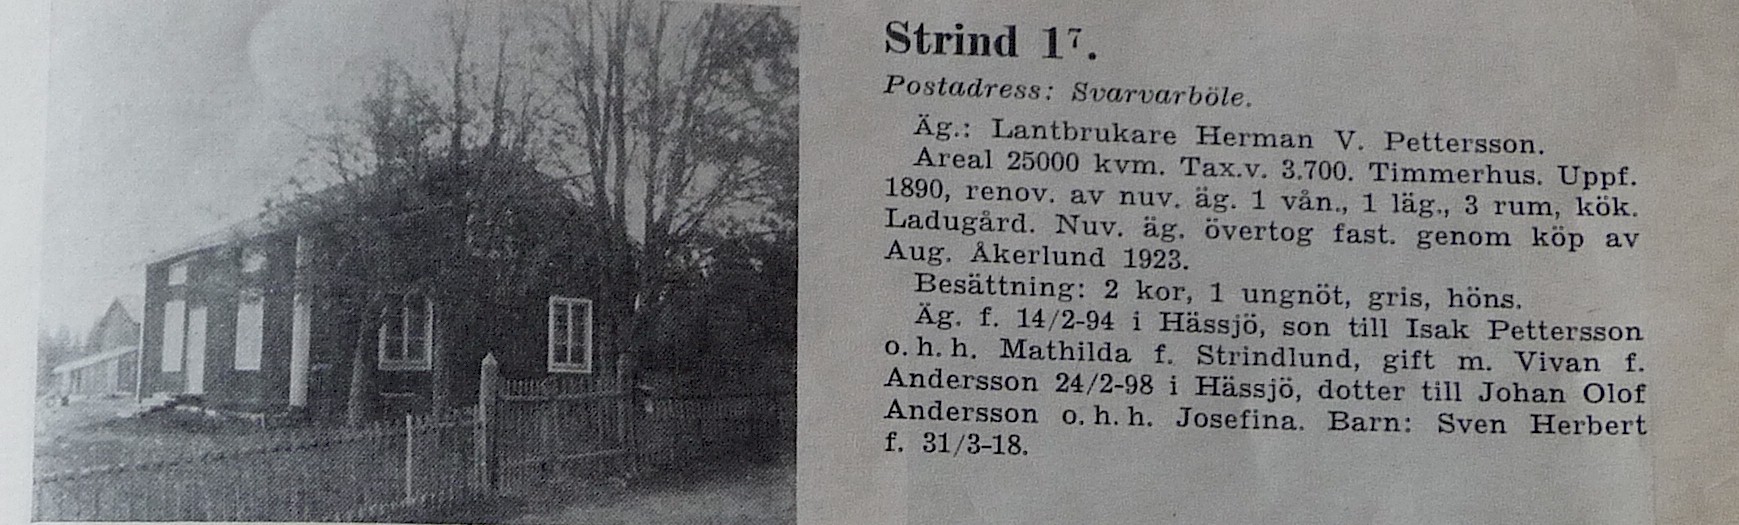 Strind 1⁷.
Postadress: Svarvarböle.
Äg.: Lantbrukare Herman V. Pettersson.
Areal 25000 kvm. Tax.v. 3.700. Timmerhus. Uppf.
1890, renov. av nuv. äg. 1 vån., 1 läg., 3 rum, kök.
Ladugård. Nuv. äg. övertog fast. genom köp av
Aug. Åkerlund 1923.
Besättning: 2 kor, 1 ungnöt, gris, höns.
Äg. f. 14/2-94 i Hässjö, son till Isak Pettersson
o. h. h. Mathilda f. Strindlund, gift m. Vivan f.
Andersson 24/2-98 i Hässjö, dotter till Johan Olof
Andersson o. h. h. Josefina. Barn: Sven Herbert
f. 31/3-18.